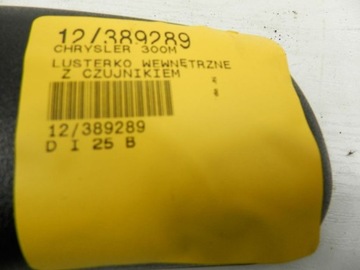 12/389289
CHRYSLER 300M
LUSTERKO WEWNĘTRZNE
Z CZUJNIKIEM
12/389289
D I 25 B